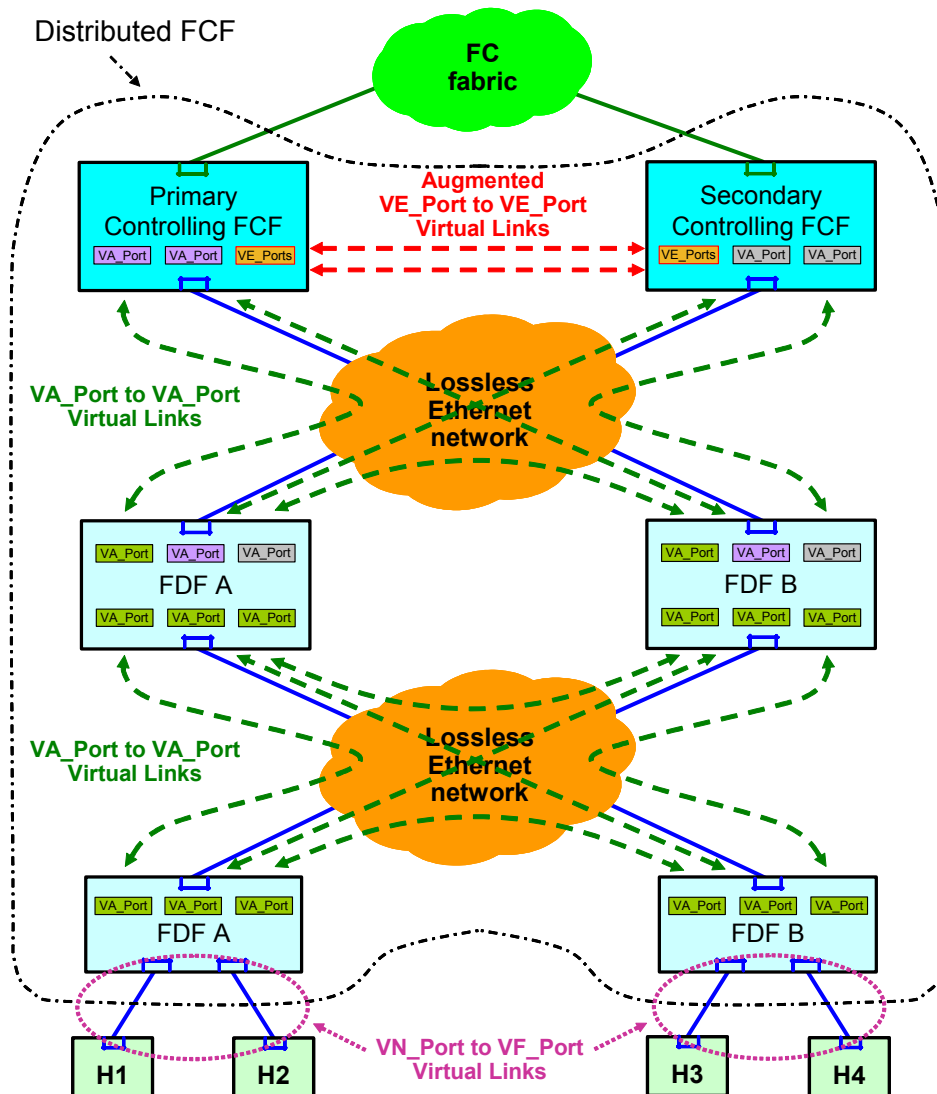 Distributed FCF
FC
fabric
Primary
Controlling FCF
VA_Port VA_Port VE_Ports
Augmented
VE_Port to VE_Port
Virtual Links
Secondary
Controlling FCF
VE_Ports VA_Port VA_Port
VA_Port to VA_Port
Virtual Links
Lossless
Ethernet
network
VA_Port VA_Port VA_Port
FDF A
VA_Port VA_Port VA_Port
VA_Port VA_Port VA_Port
FDF B
VA_Port VA_Port VA_Port
VA_Port to VA_Port
Virtual Links
Lossless
Ethernet
network
VA_Port VA_Port VA_Port
FDF A
VA_Port VA_Port VA_Port
FDF B
VN_Port to VF_Port
Virtual Links
H1 H2 H3 H4